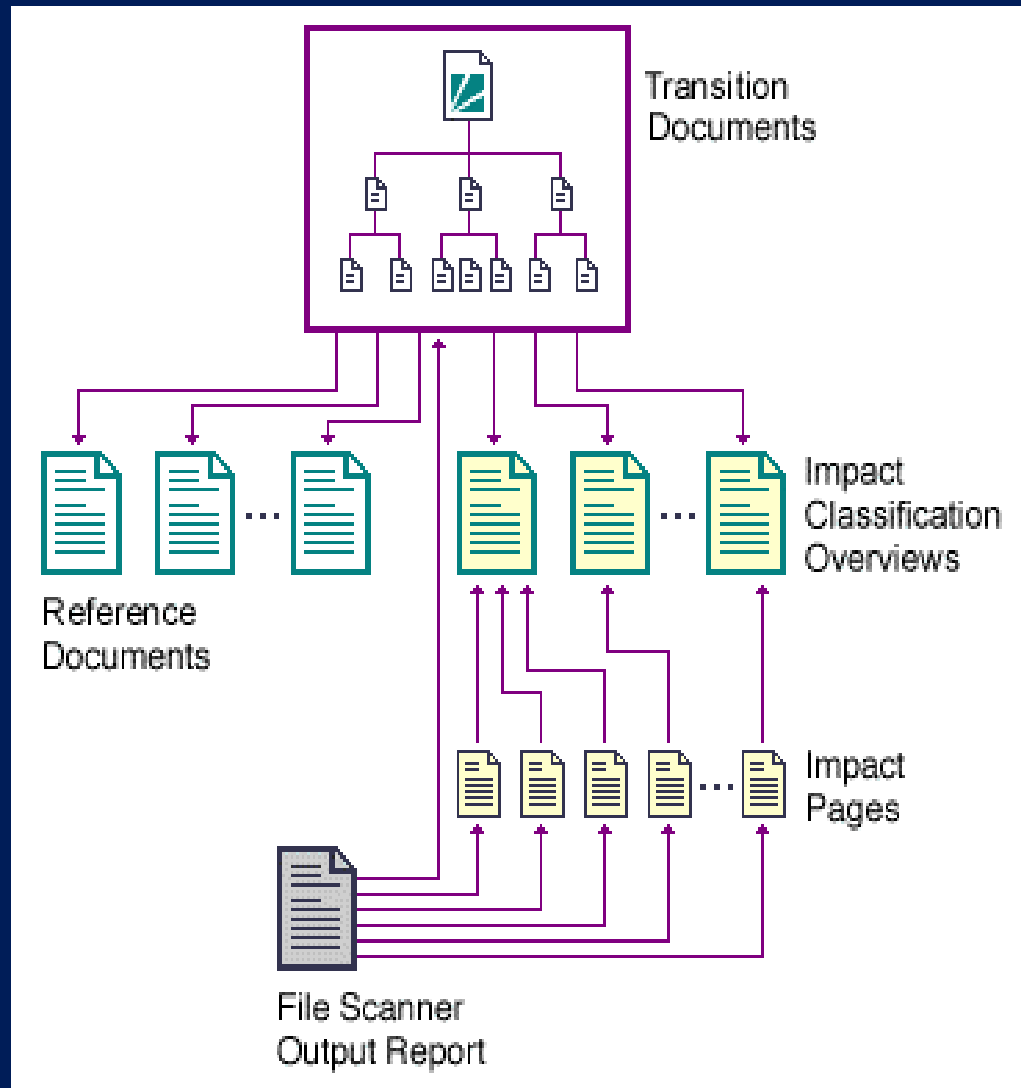 Transition
Documents
Impact
Classification
Overviews
Reference
Documents
Impact
Pages
File Scanner
Output Report